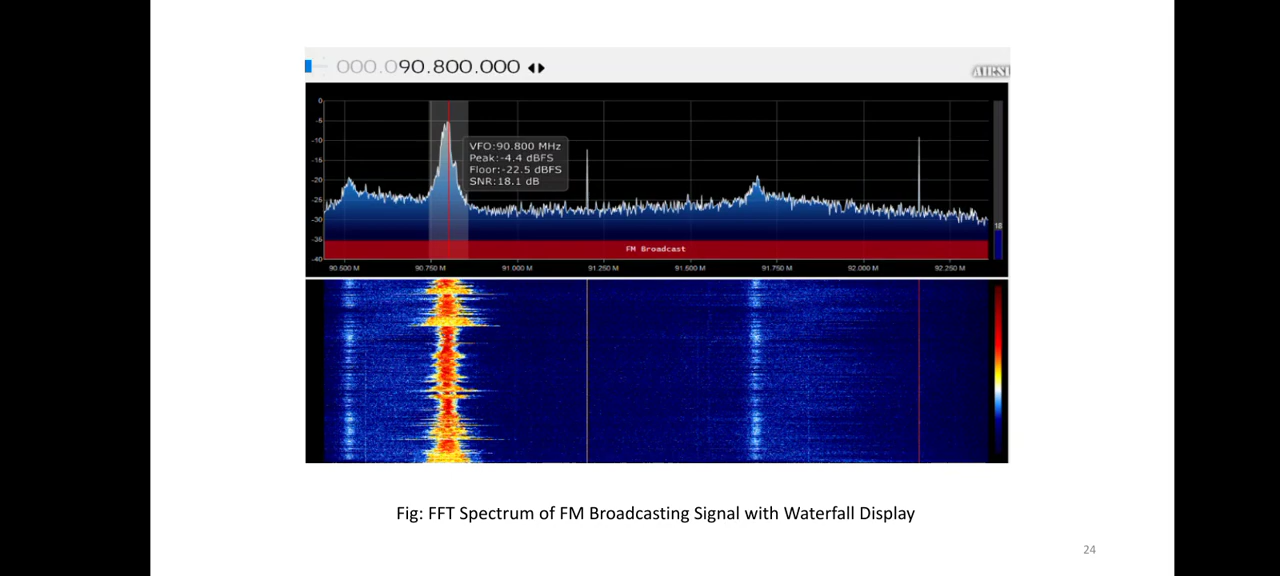 000.090.800.000
0
-5
-10
-15
-20
-25
-30
-35
-40
VFO:90.800 MHz
Peak:-4.4 dBFS
Floor:-22.5 dBFS
SNR:18.1 dB
18
FM Broadcast
90.500 M 90.750 M 91.000 M 91.250 M 91.500 M 91.750 M 92.000 M 92.250 M
Fig: FFT Spectrum of FM Broadcasting Signal with Waterfall Display
24